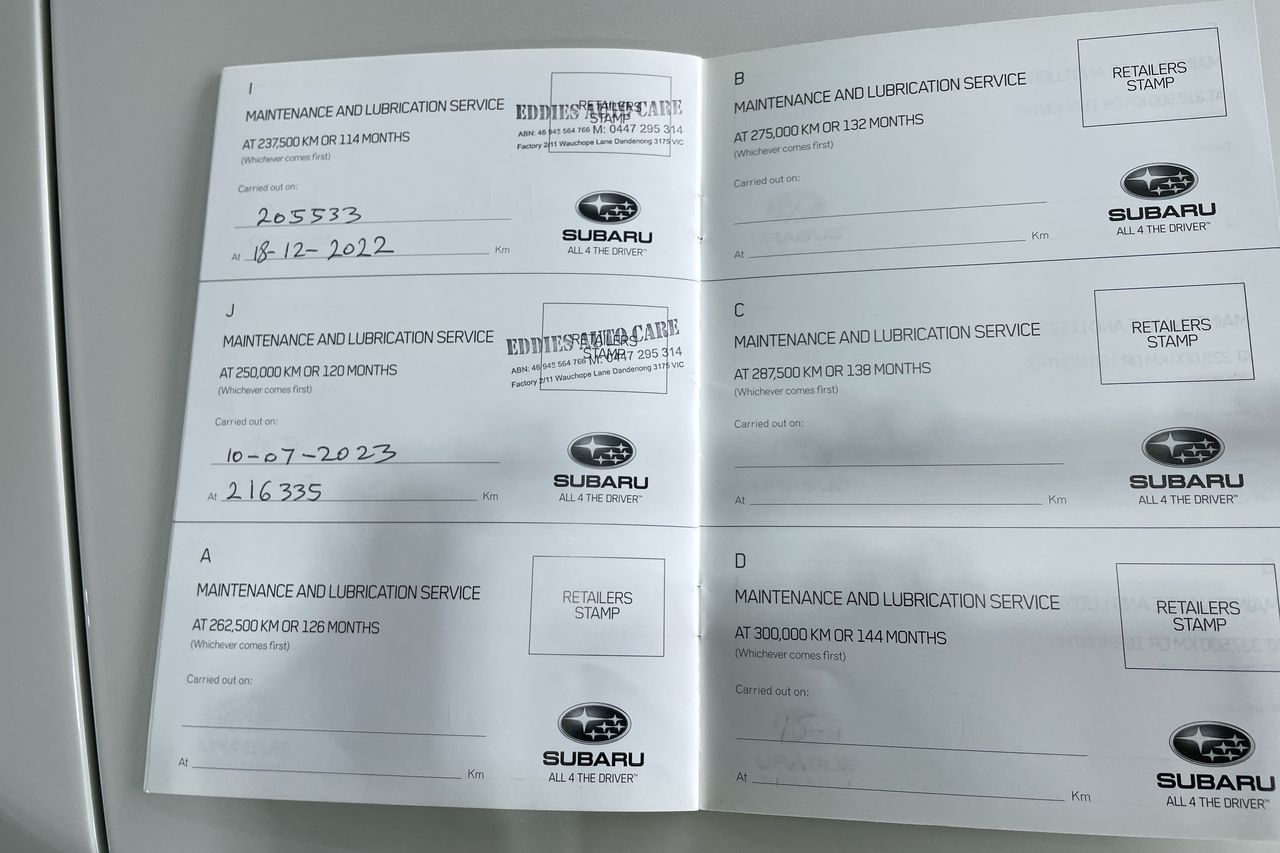 I
MAINTENANCE AND LUBRICATION SERVICE
AT 237,500 KM OR 114 MONTHS
(Whichever comes first)
RETAILERS
STAMP
EDDIES AUTO CARE
ABN: 46 945 564 766 M: 0447 295 314
Factory 2/11 Wauchope Lane Dandenong 3175 VIC
Carried out on:
205533
At 18-12-2022 Km
SUBARU
ALL 4 THE DRIVER™
J
MAINTENANCE AND LUBRICATION SERVICE
AT 250,000 KM OR 120 MONTHS
(Whichever comes first)
RETAILERS
STAMP
EDDIES AUTO CARE
ABN: 46 945 564 766 M: 0447 295 314
Factory 2/11 Wauchope Lane Dandenong 3175 VIC
Carried out on:
10-07-2023
At 216335 Km
SUBARU
ALL 4 THE DRIVER™
A
MAINTENANCE AND LUBRICATION SERVICE
AT 262,500 KM OR 126 MONTHS
(Whichever comes first)
RETAILERS
STAMP
Carried out on:
At Km
SUBARU
ALL 4 THE DRIVER™
B
MAINTENANCE AND LUBRICATION SERVICE
AT 275,000 KM OR 132 MONTHS
(Whichever comes first)
RETAILERS
STAMP
Carried out on:
At Km
SUBARU
ALL 4 THE DRIVER™
C
MAINTENANCE AND LUBRICATION SERVICE
AT 287,500 KM OR 138 MONTHS
(Whichever comes first)
RETAILERS
STAMP
Carried out on:
At Km
SUBARU
ALL 4 THE DRIVER™
D
MAINTENANCE AND LUBRICATION SERVICE
AT 300,000 KM OR 144 MONTHS
(Whichever comes first)
RETAILERS
STAMP
Carried out on:
At Km
SUBARU
ALL 4 THE DRIVER™